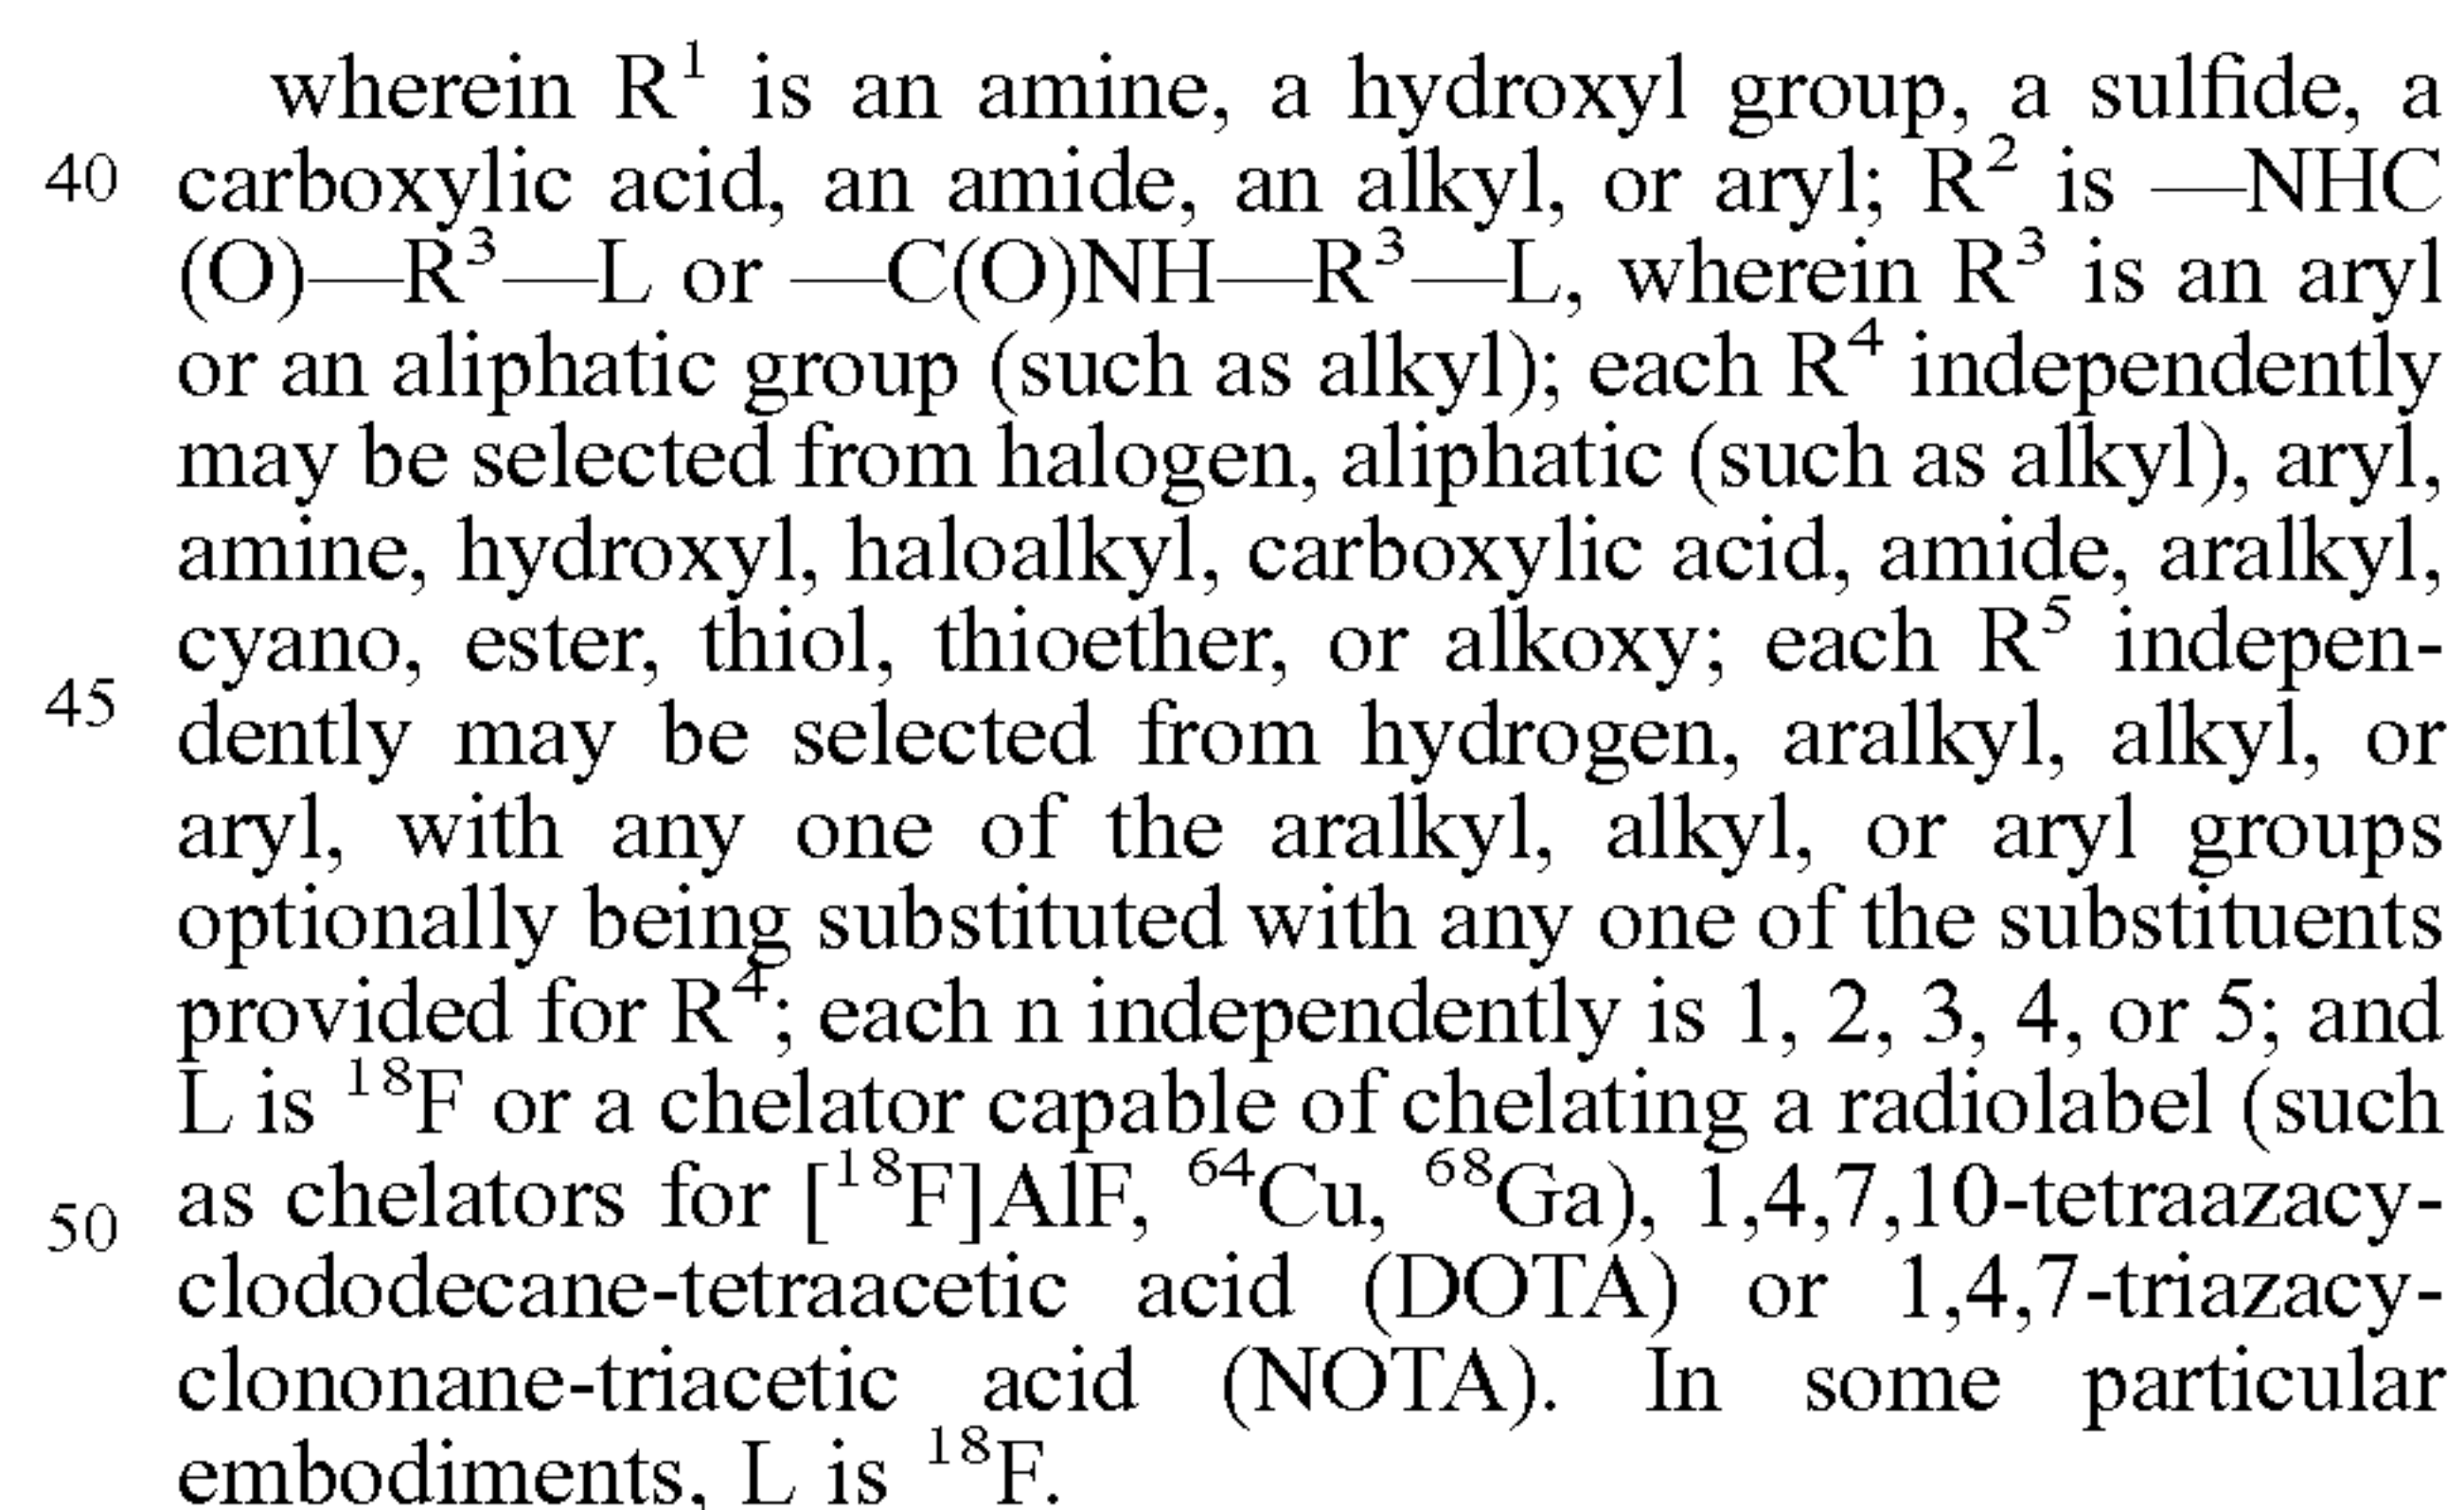 wherein R¹ is an amine, a hydroxyl group, a sulfide, a
40 carboxylic acid, an amide, an alkyl, or aryl; R² is —NHC
(O)—R³—L or —C(O)NH—R³—L, wherein R³ is an aryl
or an aliphatic group (such as alkyl); each R⁴ independently
may be selected from halogen, aliphatic (such as alkyl), aryl,
amine, hydroxyl, haloalkyl, carboxylic acid, amide, aralkyl,
cyano, ester, thiol, thioether, or alkoxy; each R⁵ indepen-
45 dently may be selected from hydrogen, aralkyl, alkyl, or
aryl, with any one of the aralkyl, alkyl, or aryl groups
optionally being substituted with any one of the substituents
provided for R⁴; each n independently is 1, 2, 3, 4, or 5; and
L is ¹⁸F or a chelator capable of chelating a radiolabel (such
50 as chelators for [¹⁸F]AlF, ⁶⁴Cu, ⁶⁸Ga), 1,4,7,10-tetraazacy-
clododecane-tetraacetic acid (DOTA) or 1,4,7-triazacy-
clononane-triacetic acid (NOTA). In some particular
embodiments, L is ¹⁸F.